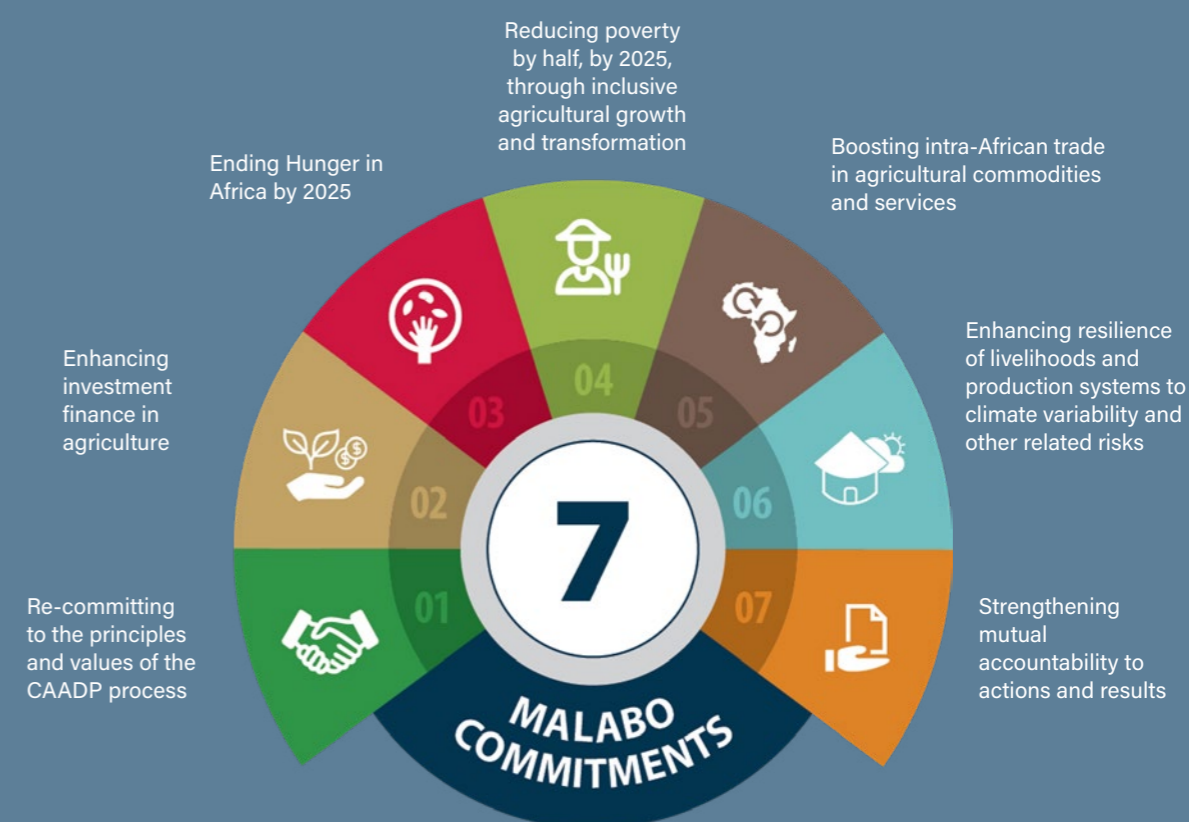 Reducing poverty
by half, by 2025,
through inclusive
agricultural growth
and transformation
Ending Hunger in
Africa by 2025
Boosting intra-African trade
in agricultural commodities
and services
Enhancing
investment
finance in
agriculture
Enhancing resilience
of livelihoods and
production systems to
climate variability and
other related risks
Re-committing
to the principles
and values of the
CAADP process
Strengthening
mutual
accountability to
actions and results
01
02
03
04
05
06
07
$
$
7
MALABO
COMMITMENTS